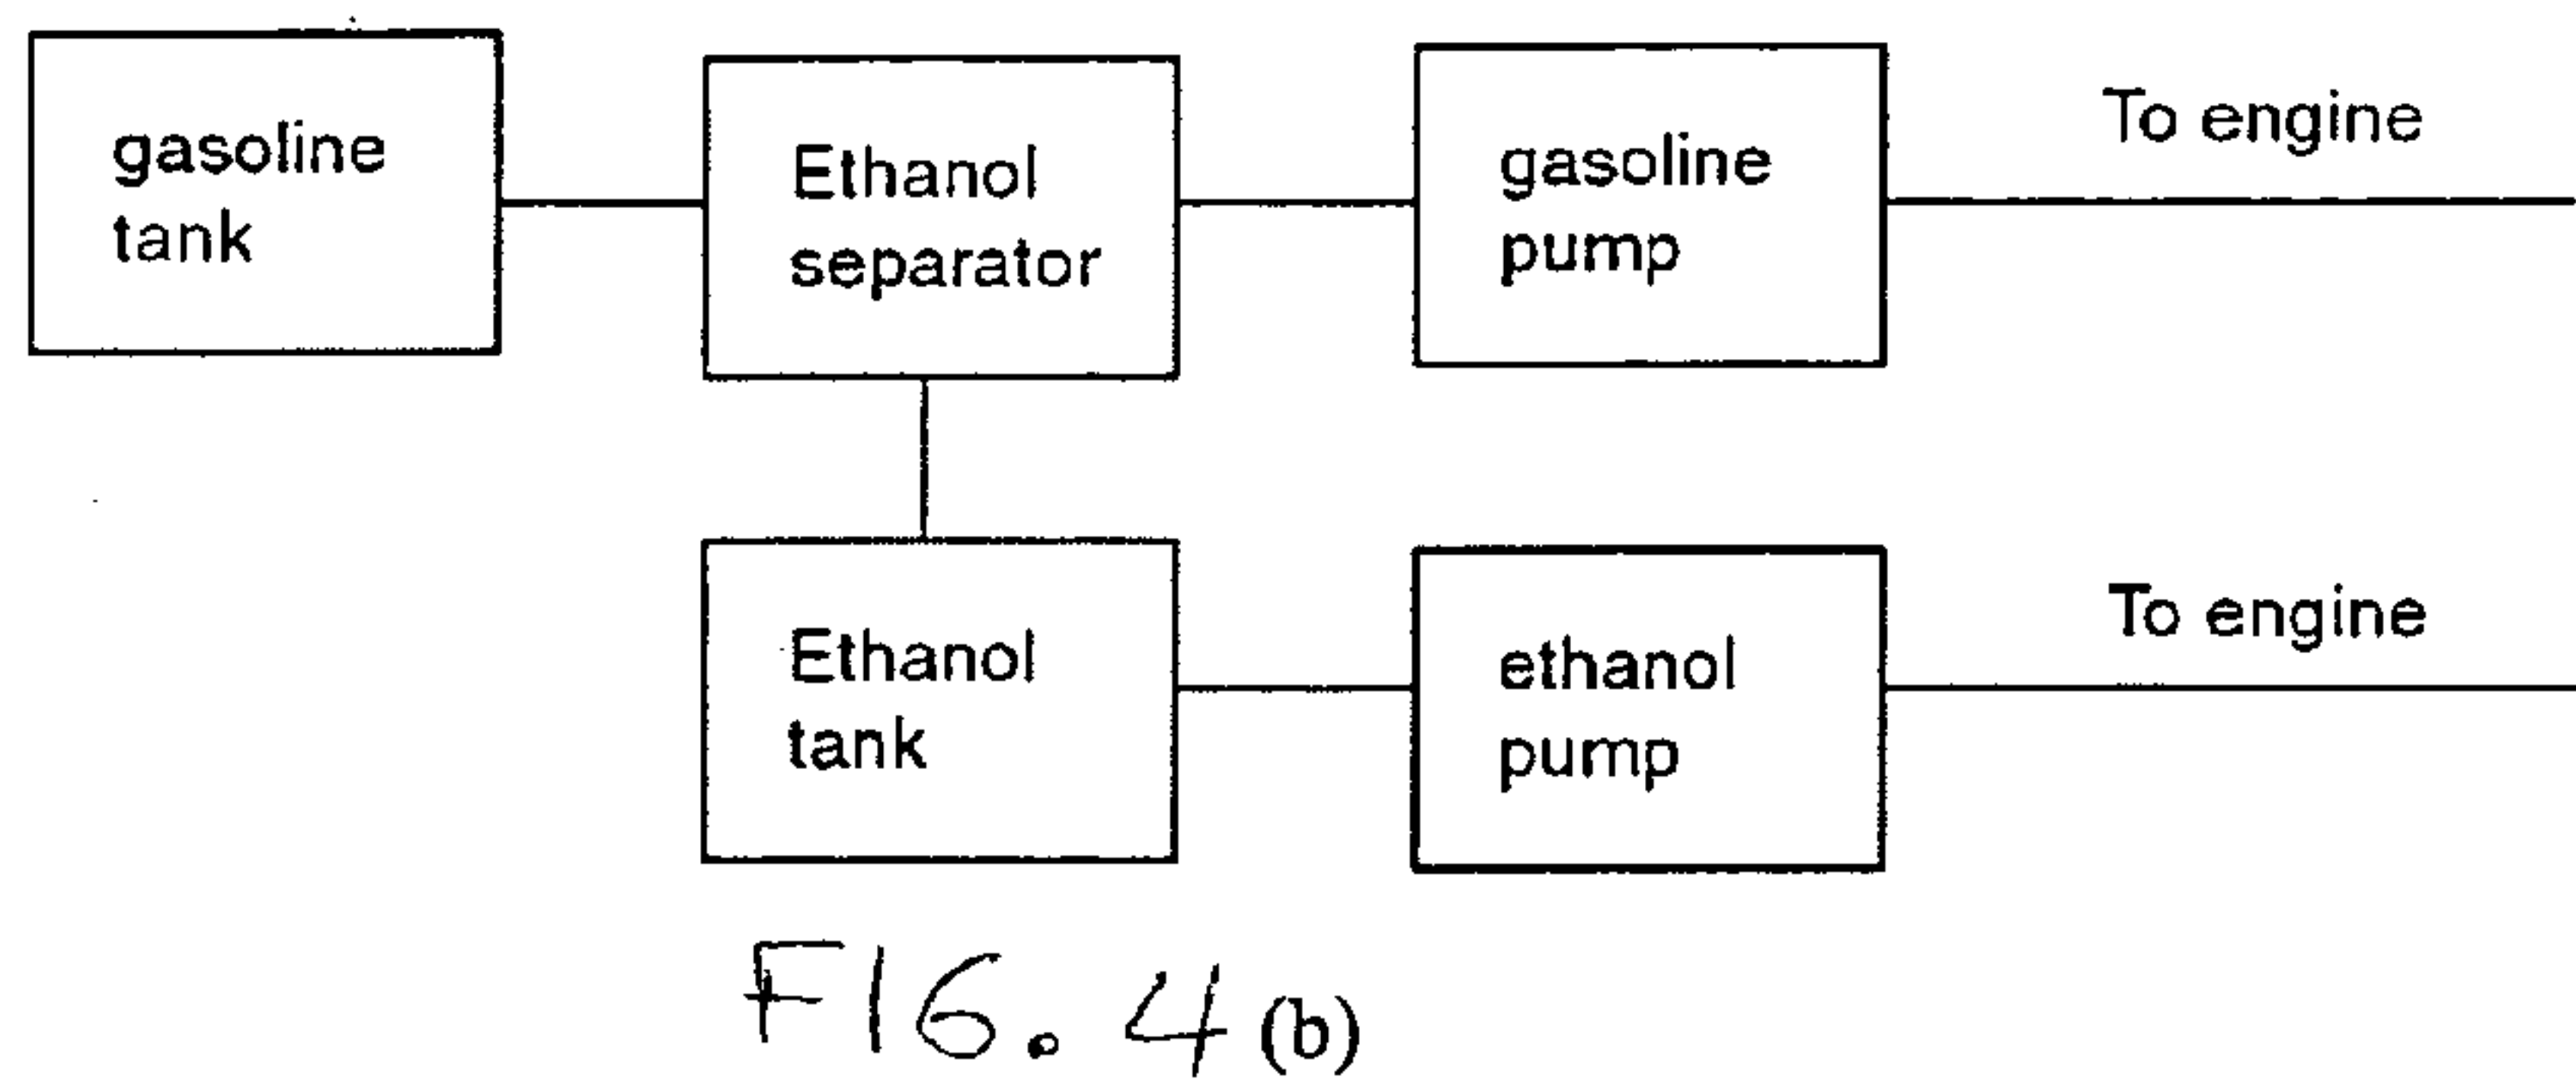 gasoline
tank
Ethanol
separator
gasoline
pump
To engine
Ethanol
tank
ethanol
pump
To engine
FIG. 4 (b)